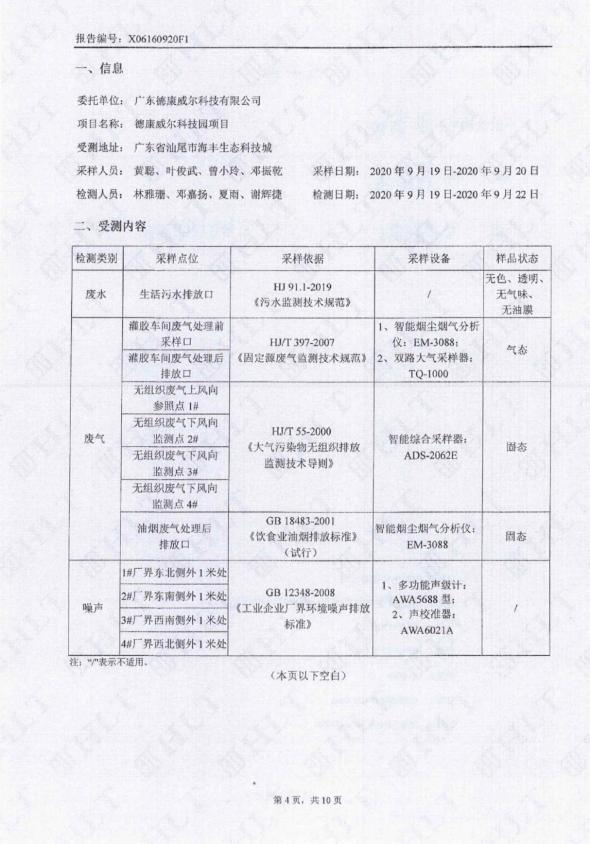 报告编号：X06160920F1
一、信息
委托单位：广东德康威尔科技有限公司
项目名称：德康威尔科技园项目
受测地址：广东省汕尾市海丰生态科技城
采样人员：黄聪、叶俊武、曾小玲、邓振乾 采样日期：2020 年 9 月 19 日-2020 年 9 月 20 日
检测人员：林雅珊、邓嘉扬、夏雨、谢辉捷 检测日期：2020 年 9 月 19 日-2020 年 9 月 22 日
二、受测内容
检测类别 采样点位 采样依据 采样设备 样品状态
废水 生活污水排放口
HJ 91.1-2019
《污水监测技术规范》
/
无色、透明、
无气味、
无油膜
废气
灌胶车间废气处理前
采样口
灌胶车间废气处理后
排放口
HJ/T 397-2007
《固定源废气监测技术规范》
1、智能烟尘烟气分析
仪：EM-3088；
2、双路大气采样器：
TQ-1000
气态
无组织废气上风向
参照点 1#
无组织废气下风向
监测点 2#
无组织废气下风向
监测点 3#
无组织废气下风向
监测点 4#
HJ/T 55-2000
《大气污染物无组织排放
监测技术导则》
智能综合采样器：
ADS-2062E
固态
油烟废气处理后
排放口
GB 18483-2001
《饮食业油烟排放标准》
（试行）
智能烟尘烟气分析仪：
EM-3088
固态
噪声
1#厂界东北侧外 1 米处
2#厂界东南侧外 1 米处
3#厂界西南侧外 1 米处
4#厂界西北侧外 1 米处
GB 12348-2008
《工业企业厂界环境噪声排放
标准》
1、多功能声级计：
AWA5688 型；
2、声校准器：
AWA6021A
/
注：“/”表示不适用。
（本页以下空白）
第 4 页，共 10 页